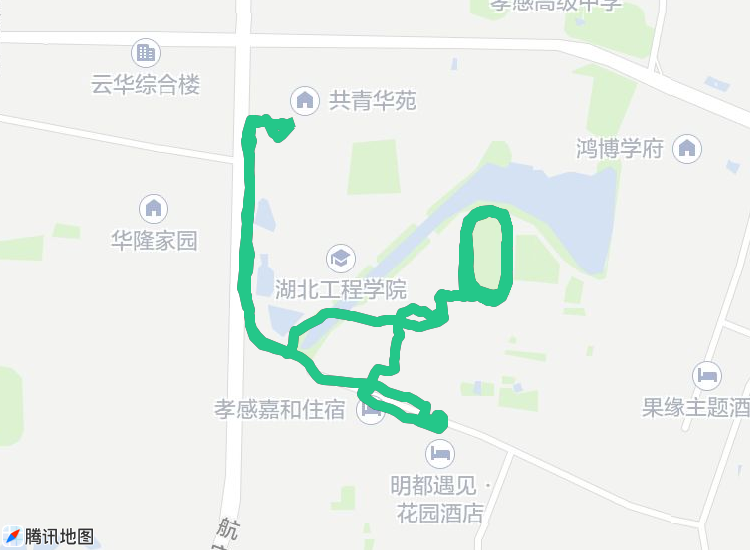 孝感高级中学
云华综合楼
共青华苑
鸿博学府
华隆家园
湖北工程学院
孝感嘉和住宿
果缘主题酒
明都遇见·
花园酒店
航
腾讯地图